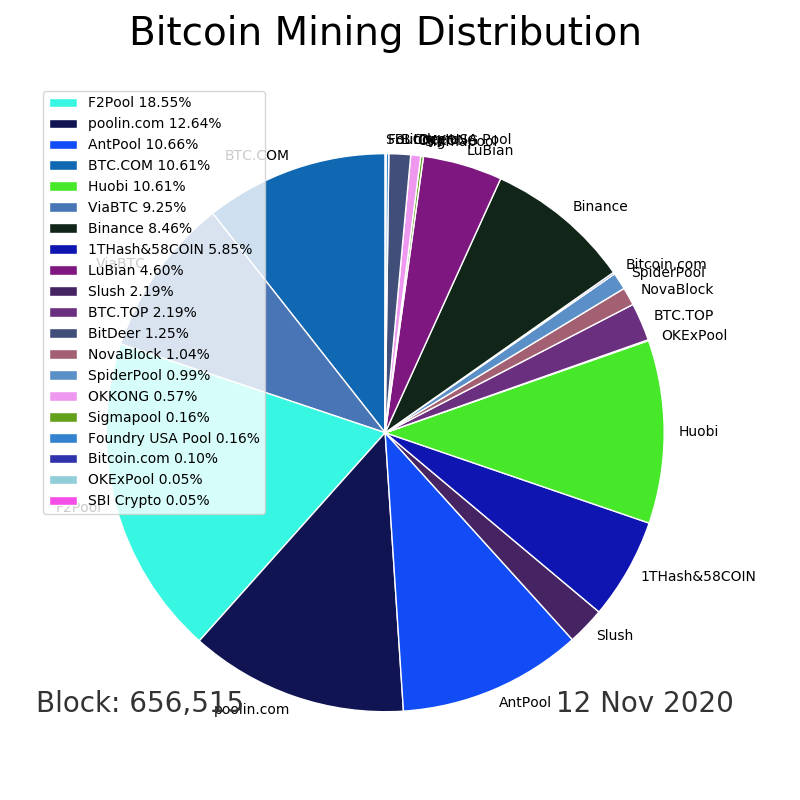 Bitcoin Mining Distribution
F2Pool 18.55%
poolin.com 12.64%
AntPool 10.66%
BTC.COM 10.61%
Huobi 10.61%
ViaBTC 9.25%
Binance 8.46%
1THash&58COIN 5.85%
LuBian 4.60%
Slush 2.19%
BTC.TOP 2.19%
BitDeer 1.25%
NovaBlock 1.04%
SpiderPool 0.99%
OKKONG 0.57%
Sigmapool 0.16%
Foundry USA Pool 0.16%
Bitcoin.com 0.10%
OKExPool 0.05%
SBI Crypto 0.05%
BTC.COM
ViaBTC
F2Pool
poolin.com
AntPool
Slush
1THash&58COIN
Huobi
OKExPool
BTC.TOP
NovaBlock
SpiderPool
Bitcoin.com
Binance
LuBian
Block: 656,515
12 Nov 2020